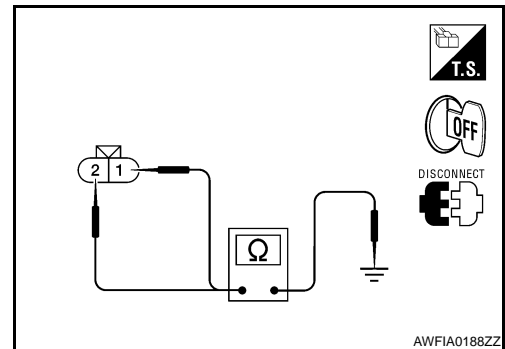 T.S.
OFF
DISCONNECT
2 1
Ω
AWFIA0188ZZ